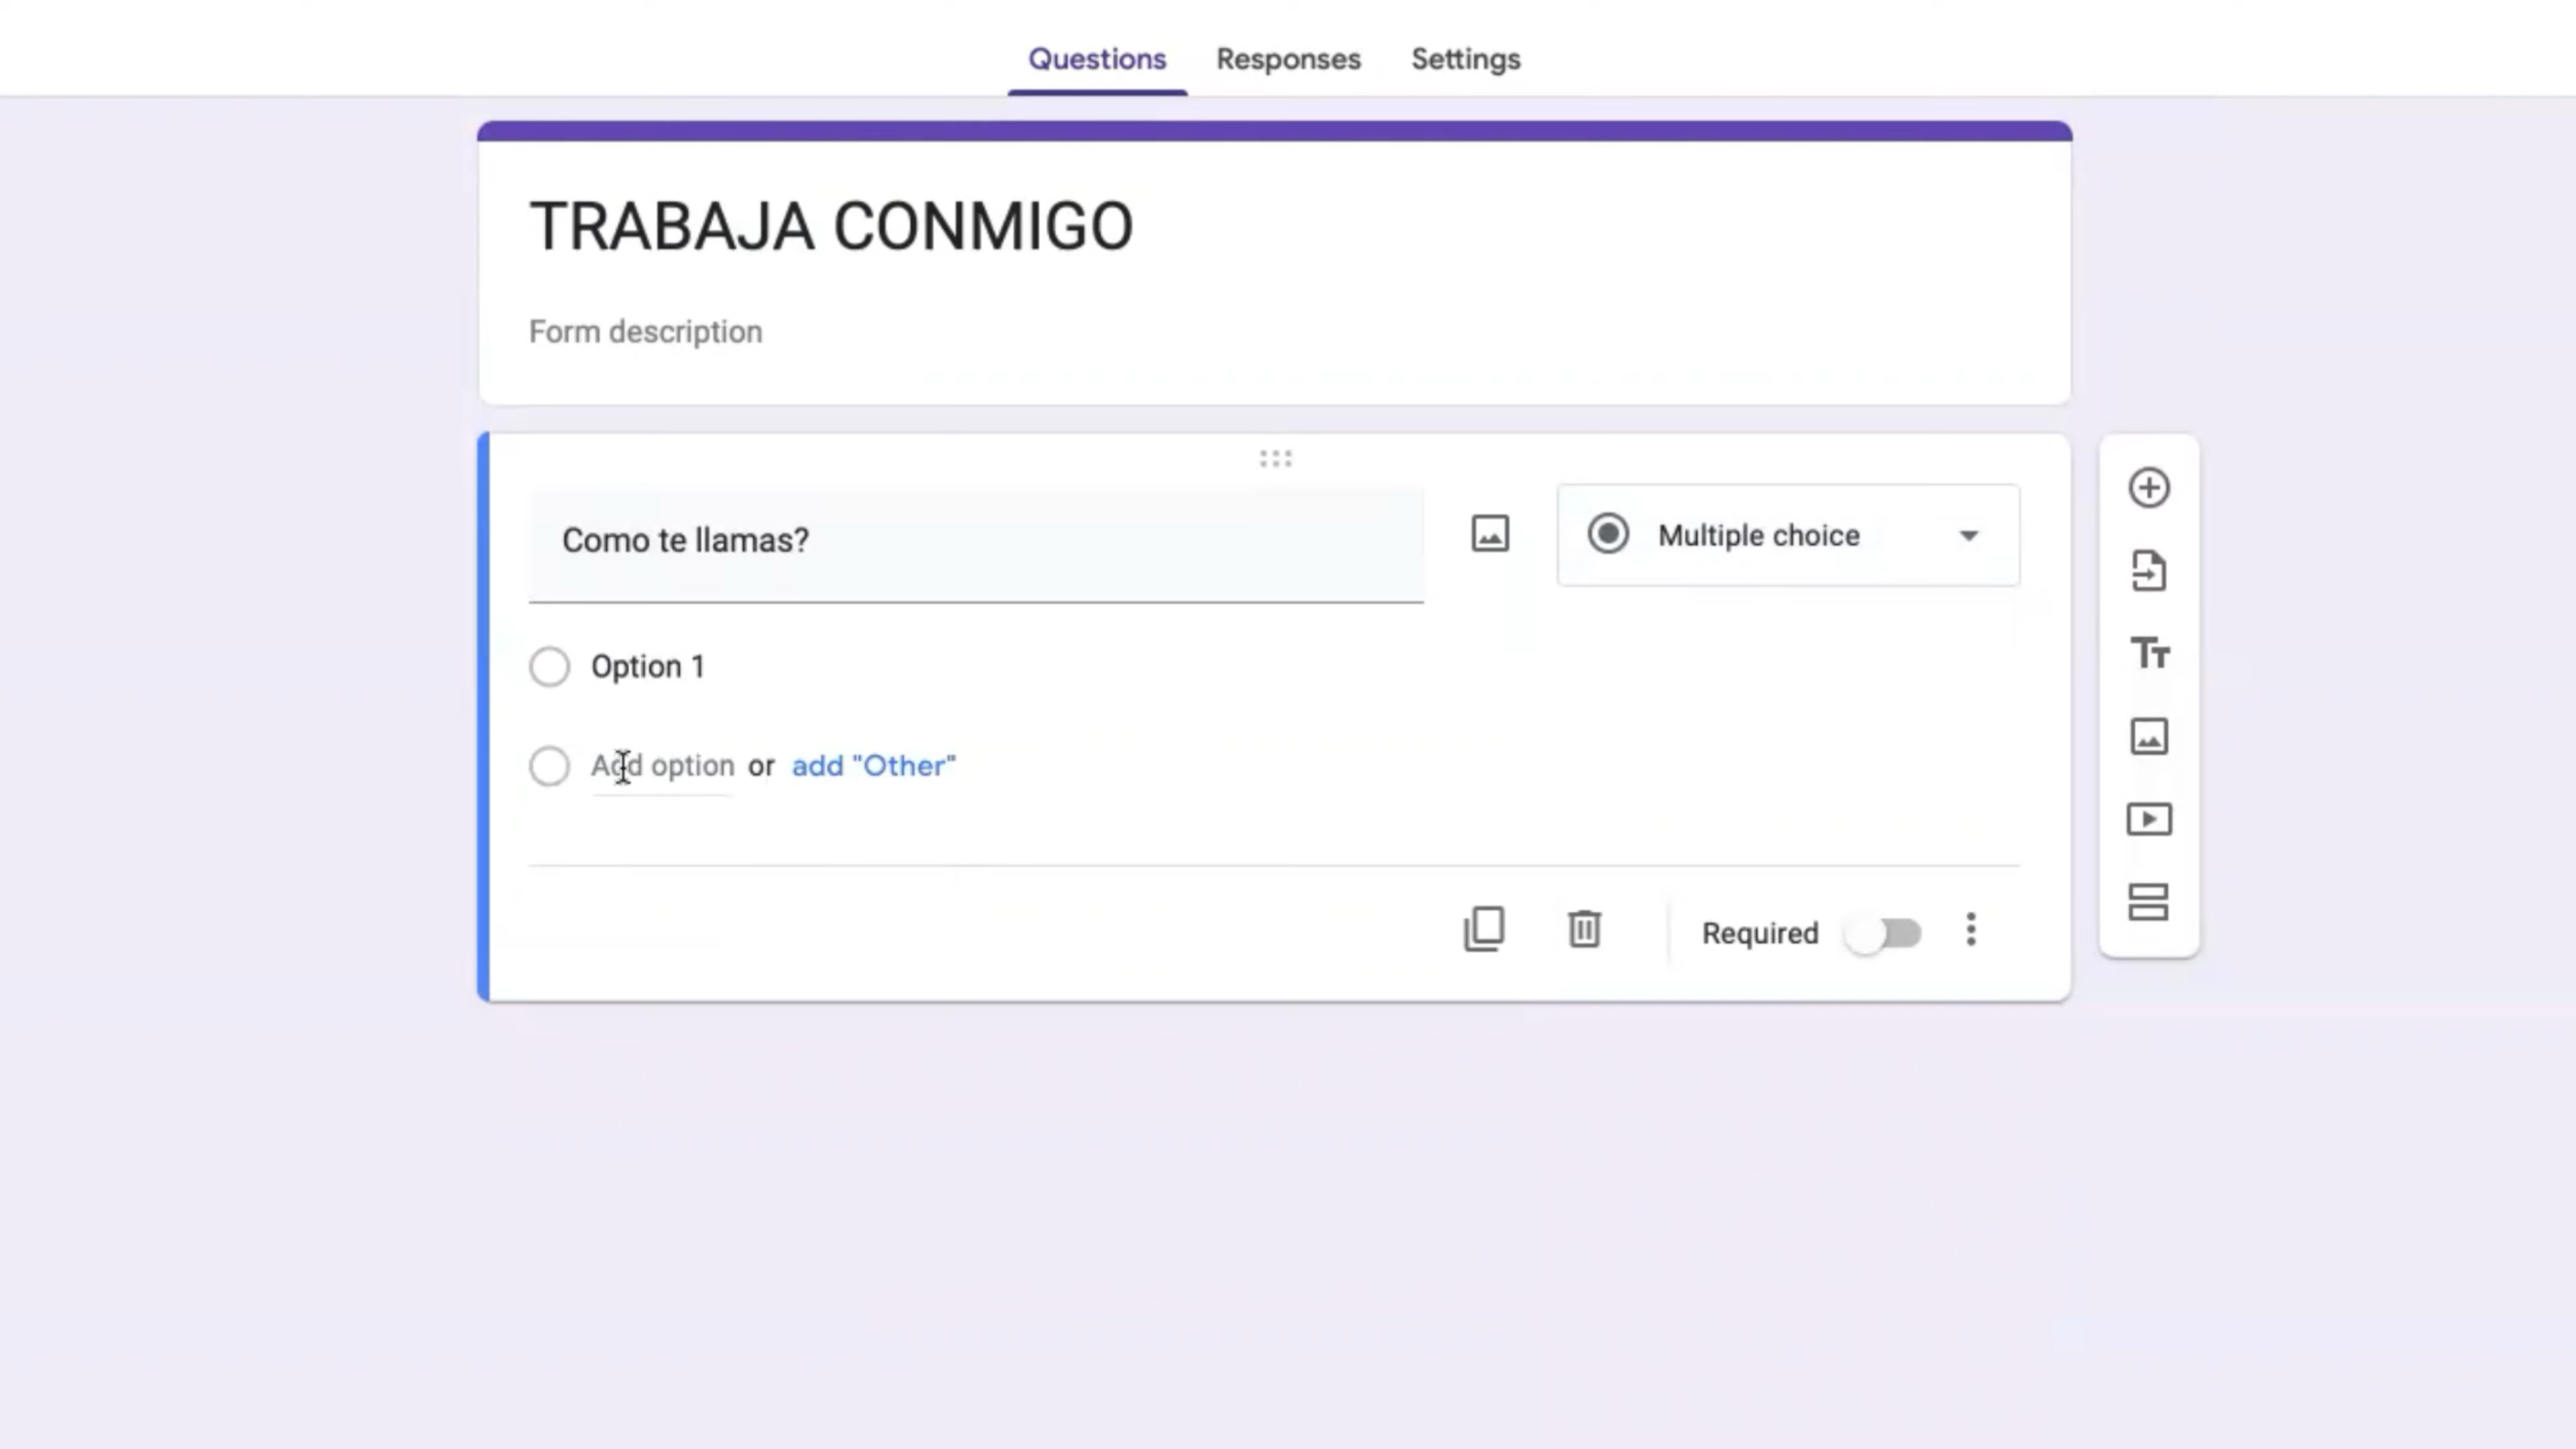 Questions Responses Settings
TRABAJA CONMIGO
Form description
Como te llamas?
Multiple choice
Option 1
Add option or add "Other"
Required